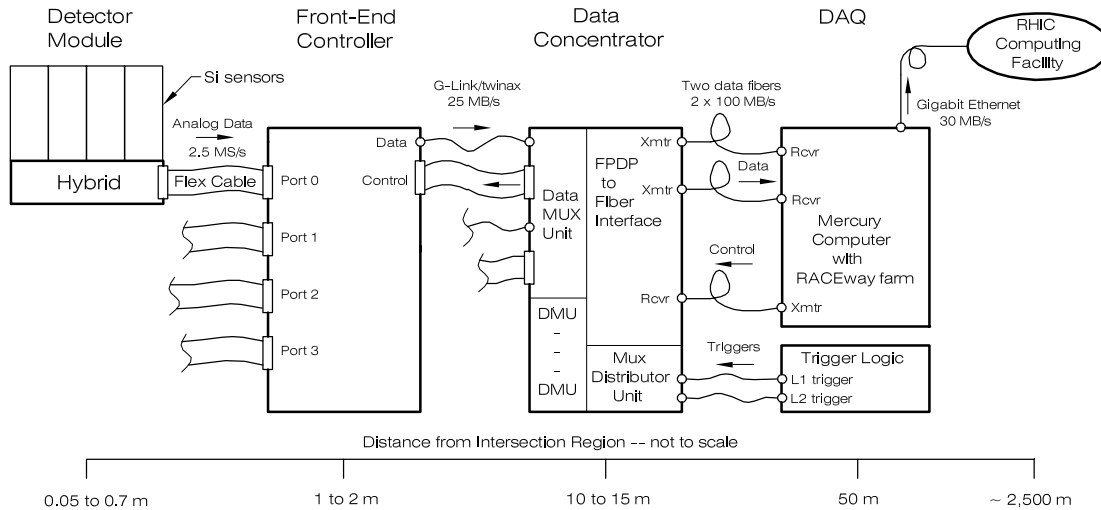 Detector
Module
Front-End
Controller
Data
Concentrator
DAQ
RHIC
Computing
Facility
Si sensors
Analog Data
2.5 MS/s
Hybrid
Flex Cable
Port 0
Port 1
Port 2
Port 3
Data
Control
G-Link/twinax
25 MB/s
Data
MUX
Unit
DMU
-
-
DMU
FPDP
to
Fiber
Interface
Xmtr
Xmtr
Rcvr
Mux
Distributor
Unit
Two data fibers
2 x 100 MB/s
Data
Control
Triggers
Gigabit Ethernet
30 MB/s
Rcvr
Rcvr
Mercury
Computer
with
RACEway farm
Xmtr
Trigger Logic
L1 trigger
L2 trigger
Distance from Intersection Region -- not to scale
0.05 to 0.7 m
1 to 2 m
10 to 15 m
50 m
~ 2,500 m